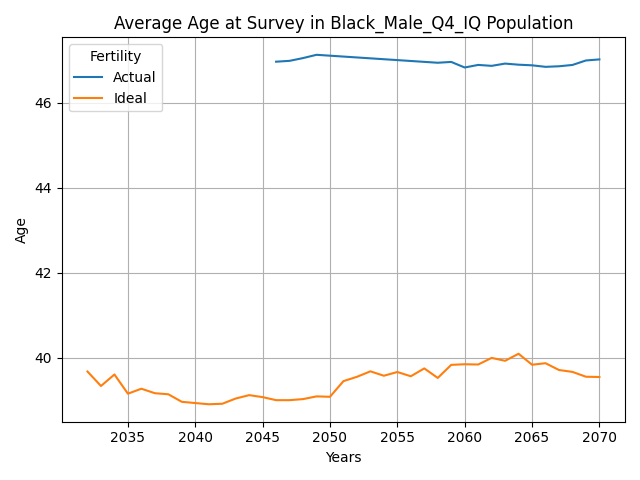 Average Age at Survey in Black_Male_Q4_IQ Population
Fertility
Actual
Ideal
46
44
42
40
Age
2035 2040 2045 2050 2055 2060 2065 2070
Years